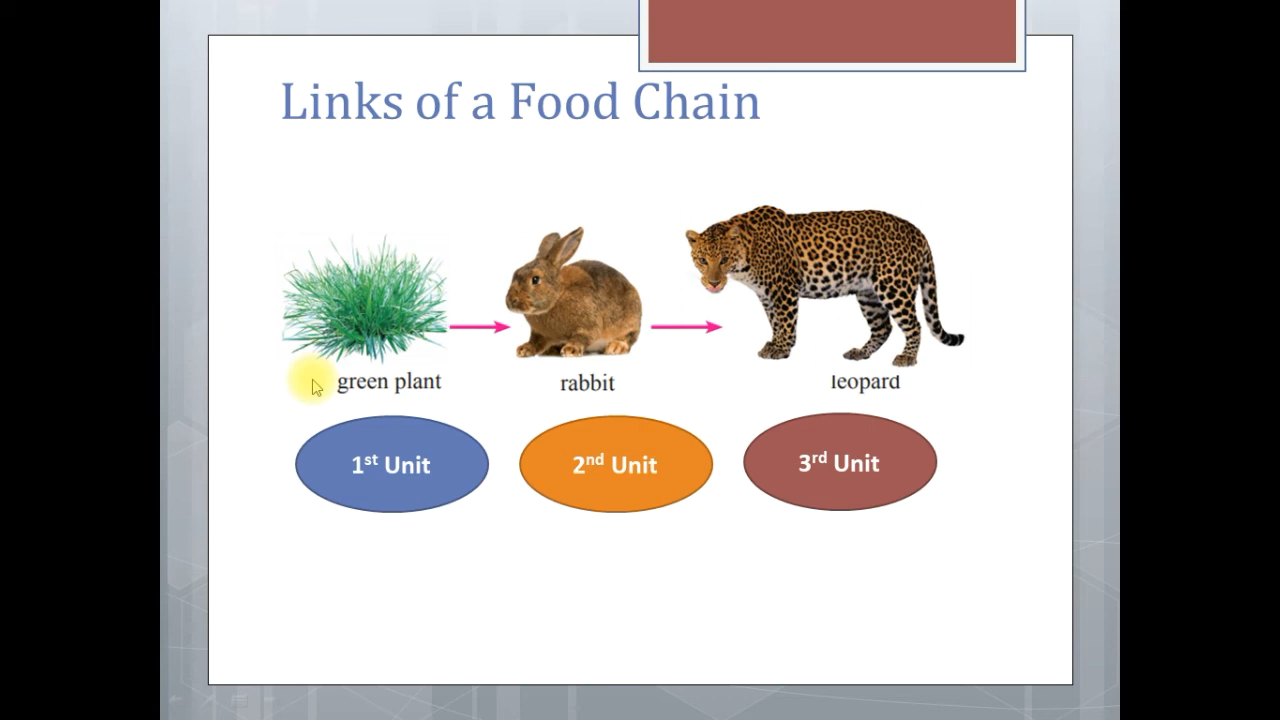 Links of a Food Chain
green plant
rabbit
leopard
1st Unit
2nd Unit
3rd Unit